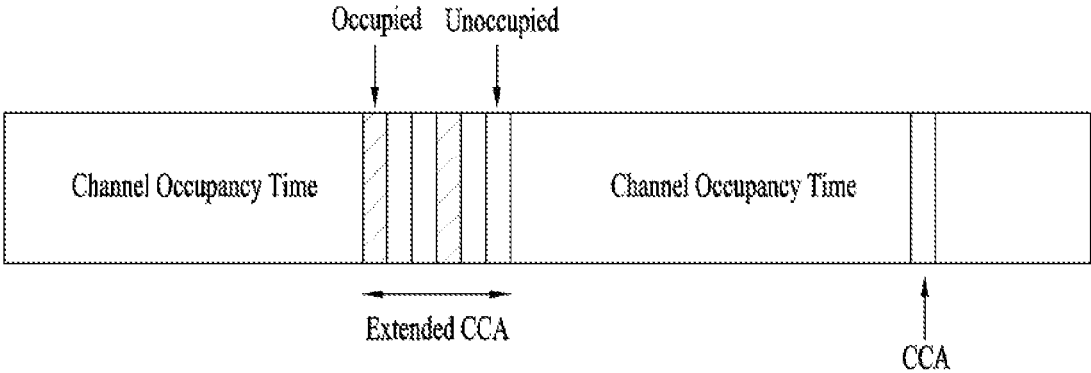 Occupied
Unoccupied
Channel Occupancy Time
Channel Occupancy Time
Extended CCA
CCA